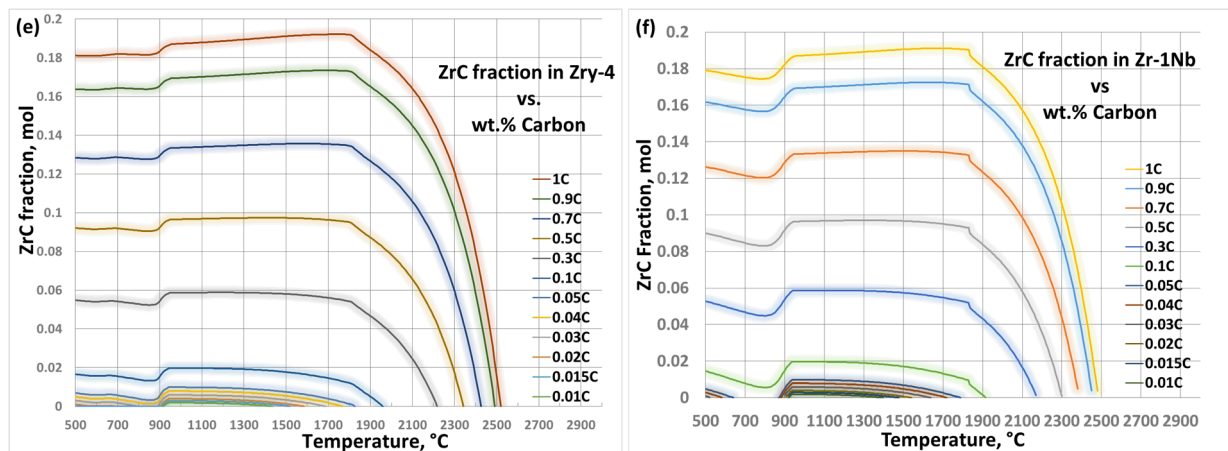 (e)
ZrC fraction in Zry-4
vs.
wt.% Carbon
ZrC fraction, mol
0.2
0.18
0.16
0.14
0.12
0.1
0.08
0.06
0.04
0.02
0
500 700 900 1100 1300 1500 1700 1900 2100 2300 2500 2700 2900
Temperature, °C
1C
0.9C
0.7C
0.5C
0.3C
0.1C
0.05C
0.04C
0.03C
0.02C
0.015C
0.01C
(f)
ZrC fraction in Zr-1Nb
vs
wt.% Carbon
ZrC Fraction, mol
0.2
0.18
0.16
0.14
0.12
0.1
0.08
0.06
0.04
0.02
0
500 700 900 1100 1300 1500 1700 1900 2100 2300 2500 2700 2900
Temperature, °C
1C
0.9C
0.7C
0.5C
0.3C
0.1C
0.05C
0.04C
0.03C
0.02C
0.015C
0.01C